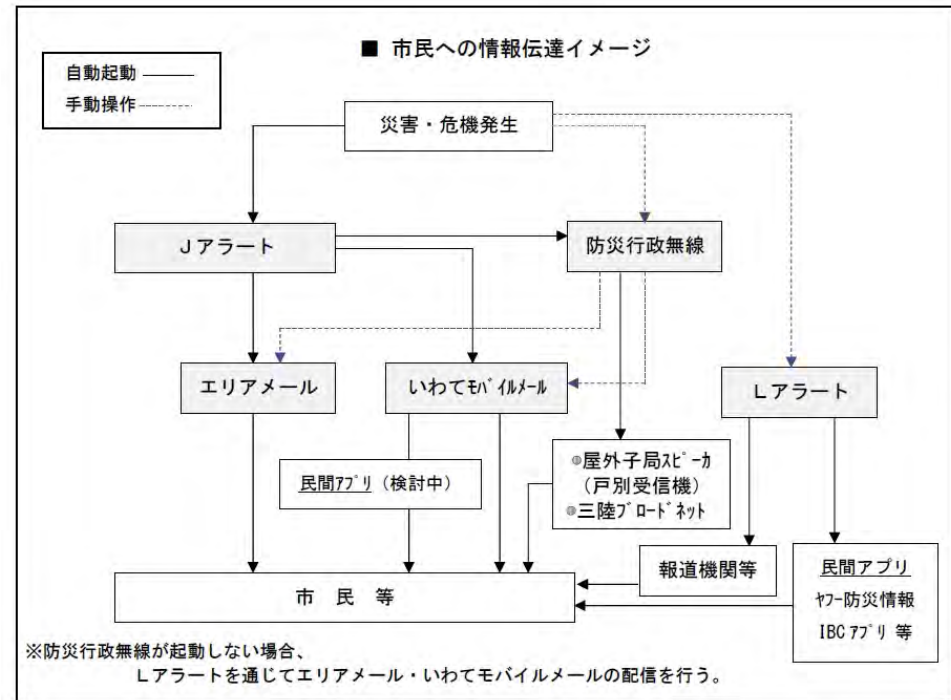 ■ 市民への情報伝達イメージ
自動起動
手動操作
災害・危機発生
Jアラート
防災行政無線
エリアメール
いわてﾓﾊﾞｲﾙﾒｰﾙ
Lアラート
民間ｱﾌﾟﾘ（検討中）
◎屋外子局ｽﾋﾟｰｶ
（戸別受信機）
◎三陸ﾌﾞﾛｰﾄﾞﾈｯﾄ
報道機関等
民間アプリ
ﾔﾌｰ防災情報
IBCｱﾌﾟﾘ 等
市 民 等
※防災行政無線が起動しない場合、
Lアラートを通じてエリアメール・いわてモバイルメールの配信を行う。